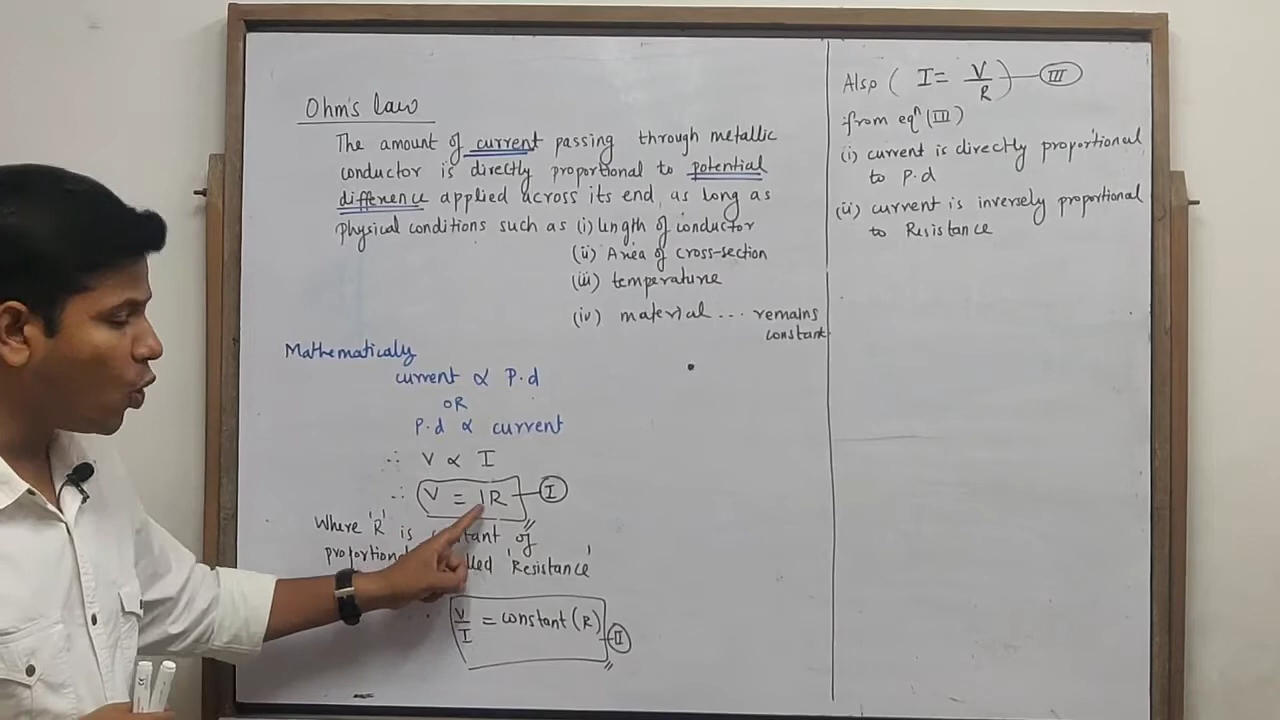 Ohm's law
The amount of current passing through metallic
conductor is directly proportional to potential
difference applied across its end, as long as
physical conditions such as (i) length of conductor
(ii) Area of cross-section
(iii) temperature
(iv) material ... remains
constant
Mathematically
current ∝ P.d
OR
P.d ∝ current
∴ V ∝ I
∴ V = IR — I
Where 'R' is of
'Resistance'
V/I = constant (R) — II
Also ( I = V/R ) — III
from eqⁿ (III)
(i) current is directly proportional
to P.d
(ii) current is inversely proportional
to Resistance